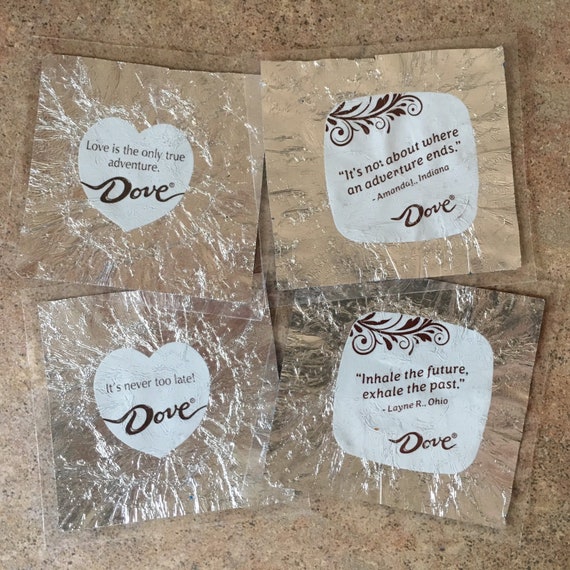 Love is the only true
adventure.
Dove®
"It's not about where
an adventure ends."
- AmandaL., Indiana
Dove®
It's never too late!
Dove®
"Inhale the future,
exhale the past."
- Layne R., Ohio
Dove®